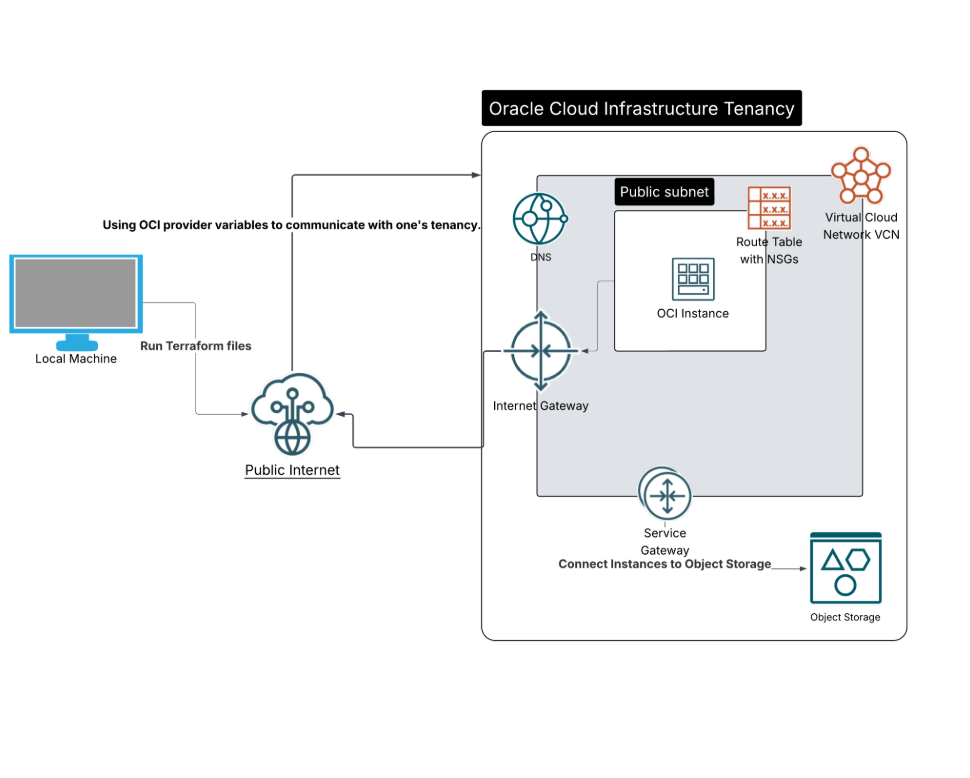 Oracle Cloud Infrastructure Tenancy
Public subnet
x.x.x.
x.x.x.
x.x.x.
Virtual Cloud
Network VCN
Using OCI provider variables to communicate with one's tenancy.
Route Table
with NSGs
DNS
OCI Instance
Run Terraform files
Local Machine
Internet Gateway
Public Internet
Service
Gateway
Connect Instances to Object Storage
Object Storage